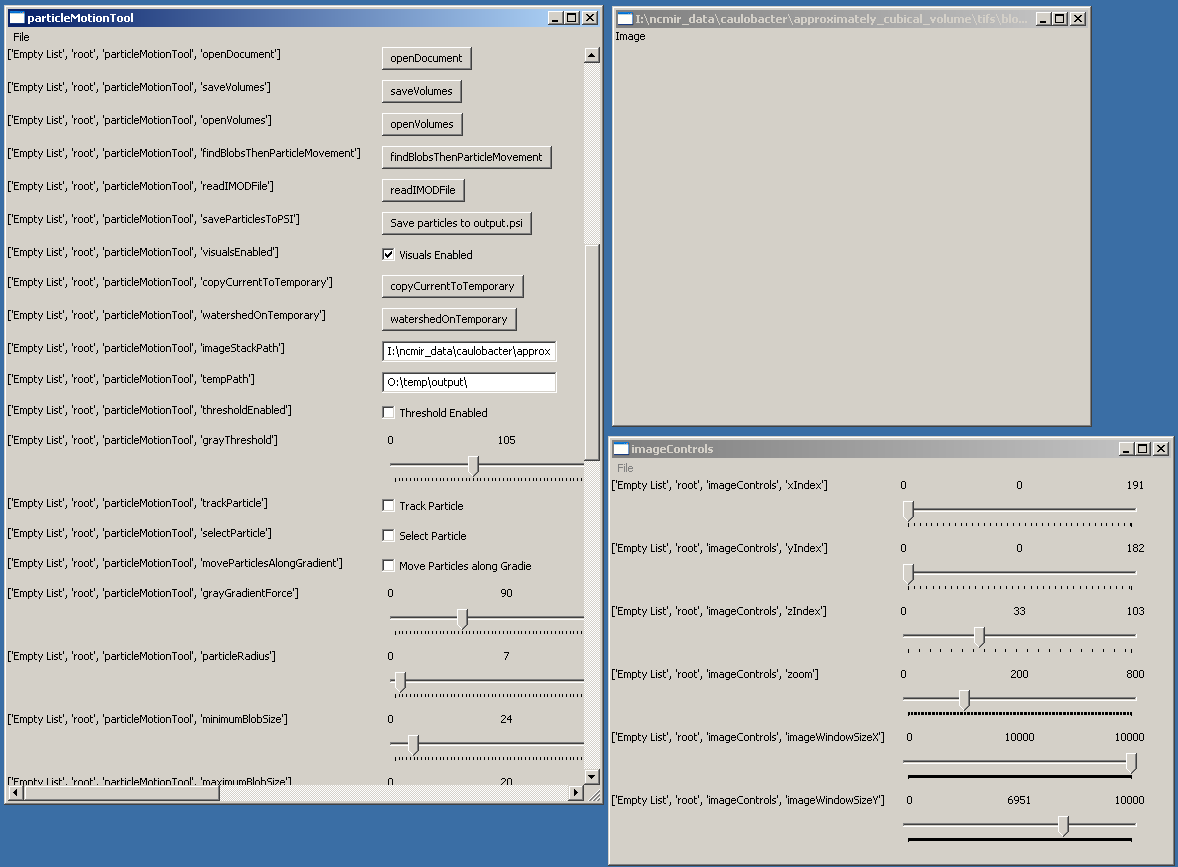 particleMotionTool
File
['Empty List', 'root', 'particleMotionTool', 'openDocument'] openDocument
['Empty List', 'root', 'particleMotionTool', 'saveVolumes'] saveVolumes
['Empty List', 'root', 'particleMotionTool', 'openVolumes'] openVolumes
['Empty List', 'root', 'particleMotionTool', 'findBlobsThenParticleMovement'] findBlobsThenParticleMovement
['Empty List', 'root', 'particleMotionTool', 'readIMODFile'] readIMODFile
['Empty List', 'root', 'particleMotionTool', 'saveParticlesToPSI'] Save particles to output.psi
['Empty List', 'root', 'particleMotionTool', 'visualsEnabled'] Visuals Enabled
['Empty List', 'root', 'particleMotionTool', 'copyCurrentToTemporary'] copyCurrentToTemporary
['Empty List', 'root', 'particleMotionTool', 'watershedOnTemporary'] watershedOnTemporary
['Empty List', 'root', 'particleMotionTool', 'imageStackPath'] I:\ncmir_data\caulobacter\approx
['Empty List', 'root', 'particleMotionTool', 'tempPath'] O:\temp\output\
['Empty List', 'root', 'particleMotionTool', 'thresholdEnabled'] Threshold Enabled
['Empty List', 'root', 'particleMotionTool', 'grayThreshold'] 0 105
['Empty List', 'root', 'particleMotionTool', 'trackParticle'] Track Particle
['Empty List', 'root', 'particleMotionTool', 'selectParticle'] Select Particle
['Empty List', 'root', 'particleMotionTool', 'moveParticlesAlongGradient'] Move Particles along Gradie
['Empty List', 'root', 'particleMotionTool', 'grayGradientForce'] 0 90
['Empty List', 'root', 'particleMotionTool', 'particleRadius'] 0 7
['Empty List', 'root', 'particleMotionTool', 'minimumBlobSize'] 0 24
['Empty List', 'root', 'particleMotionTool', 'maximumBlobSize'] 0 20
I:\ncmir_data\caulobacter\approximately_cubical_volume\tifs\blo...
Image
imageControls
File
['Empty List', 'root', 'imageControls', 'xIndex'] 0 0 191
['Empty List', 'root', 'imageControls', 'yIndex'] 0 0 182
['Empty List', 'root', 'imageControls', 'zIndex'] 0 33 103
['Empty List', 'root', 'imageControls', 'zoom'] 0 200 800
['Empty List', 'root', 'imageControls', 'imageWindowSizeX'] 0 10000 10000
['Empty List', 'root', 'imageControls', 'imageWindowSizeY'] 0 6951 10000